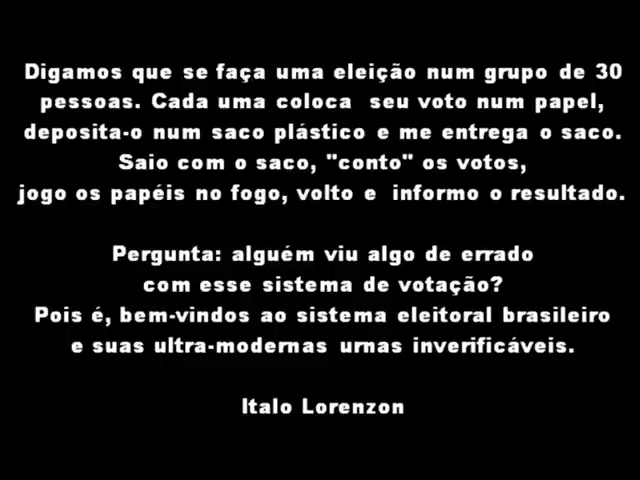 Digamos que se faça uma eleição num grupo de 30
pessoas. Cada uma coloca seu voto num papel,
deposita-o num saco plástico e me entrega o saco.
Saio com o saco, "conto" os votos,
jogo os papéis no fogo, volto e informo o resultado.
Pergunta: alguém viu algo de errado
com esse sistema de votação?
Pois é, bem-vindos ao sistema eleitoral brasileiro
e suas ultra-modernas urnas inverificáveis.
Italo Lorenzon